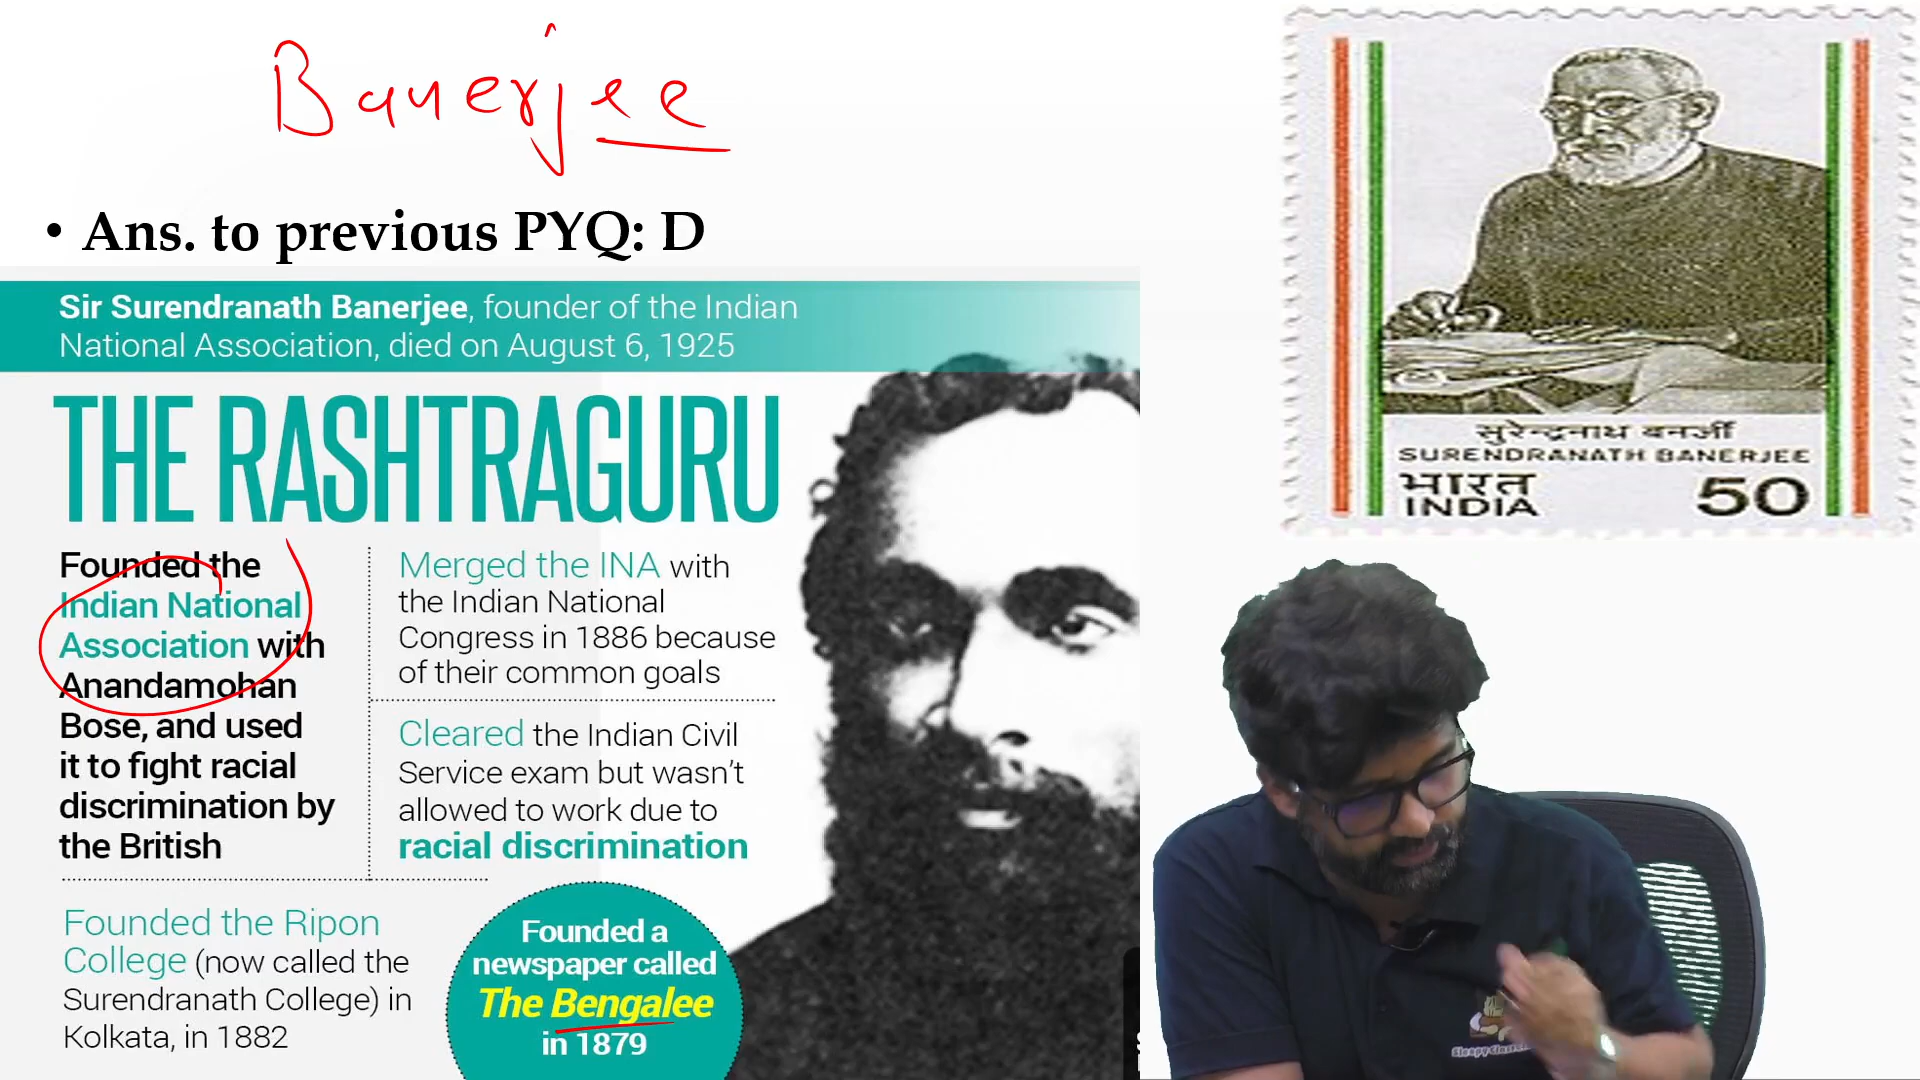 Banerjee
• Ans. to previous PYQ: D
Sir Surendranath Banerjee, founder of the Indian
National Association, died on August 6, 1925
THE RASHTRAGURU
Founded the
Indian National
Association with
Anandamohan
Bose, and used
it to fight racial
discrimination by
the British
Merged the INA with
the Indian National
Congress in 1886 because
of their common goals
Cleared the Indian Civil
Service exam but wasn't
allowed to work due to
racial discrimination
Founded the Ripon
College (now called the
Surendranath College) in
Kolkata, in 1882
Founded a
newspaper called
The Bengalee
in 1879
सुरेन्द्रनाथ बनर्जी
SURENDRANATH BANERJEE
भारत
INDIA
50